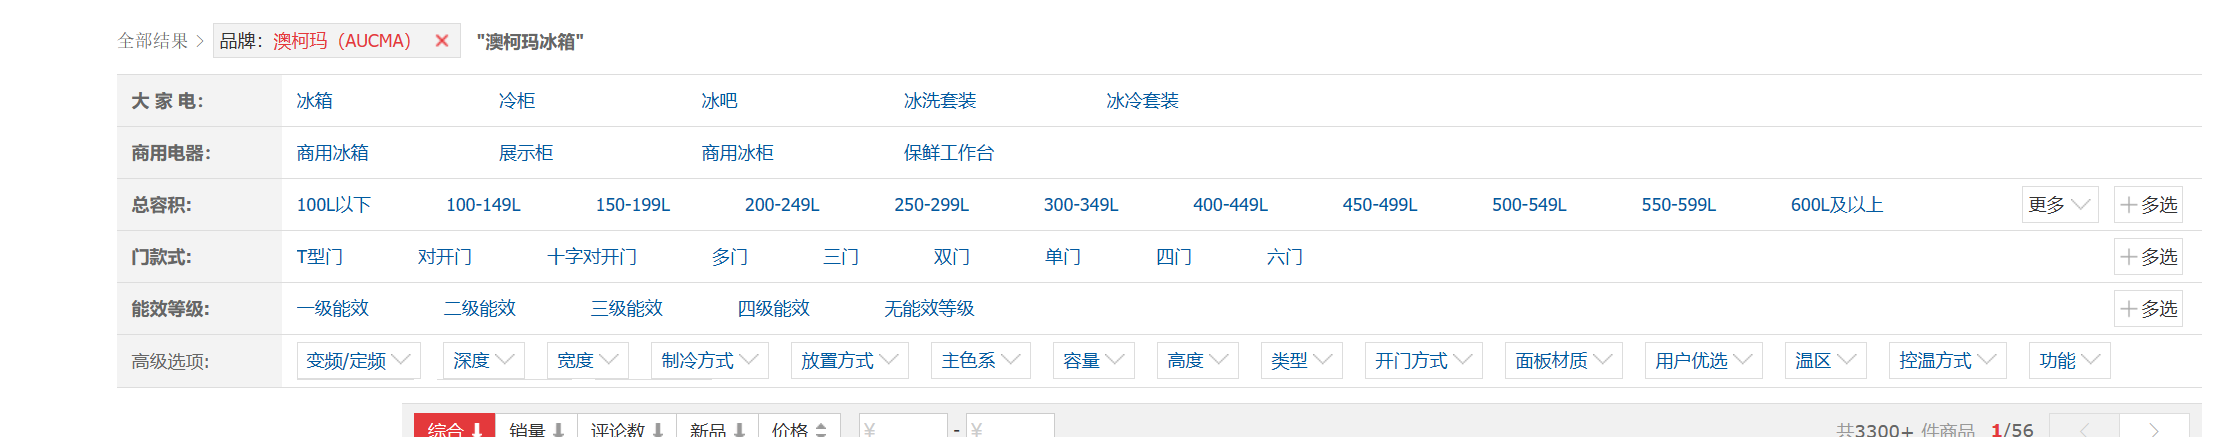 全部结果 > 品牌：澳柯玛（AUCMA） × "澳柯玛冰箱"
大 家 电： 冰箱 冷柜 冰吧 冰洗套装 冰冷套装
商用电器： 商用冰箱 展示柜 商用冰柜 保鲜工作台
总容积： 100L以下 100-149L 150-199L 200-249L 250-299L 300-349L 400-449L 450-499L 500-549L 550-599L 600L及以上 更多 +多选
门款式： T型门 对开门 十字对开门 多门 三门 双门 单门 四门 六门 +多选
能效等级: 一级能效 二级能效 三级能效 四级能效 无能效等级 +多选
高级选项: 变频/定频 深度 宽度 制冷方式 放置方式 主色系 容量 高度 类型 开门方式 面板材质 用户优选 温区 控温方式 功能
综合 销量 评论数 新品 价格 ¥ - ¥ 共3300+ 件商品 1/56 < >